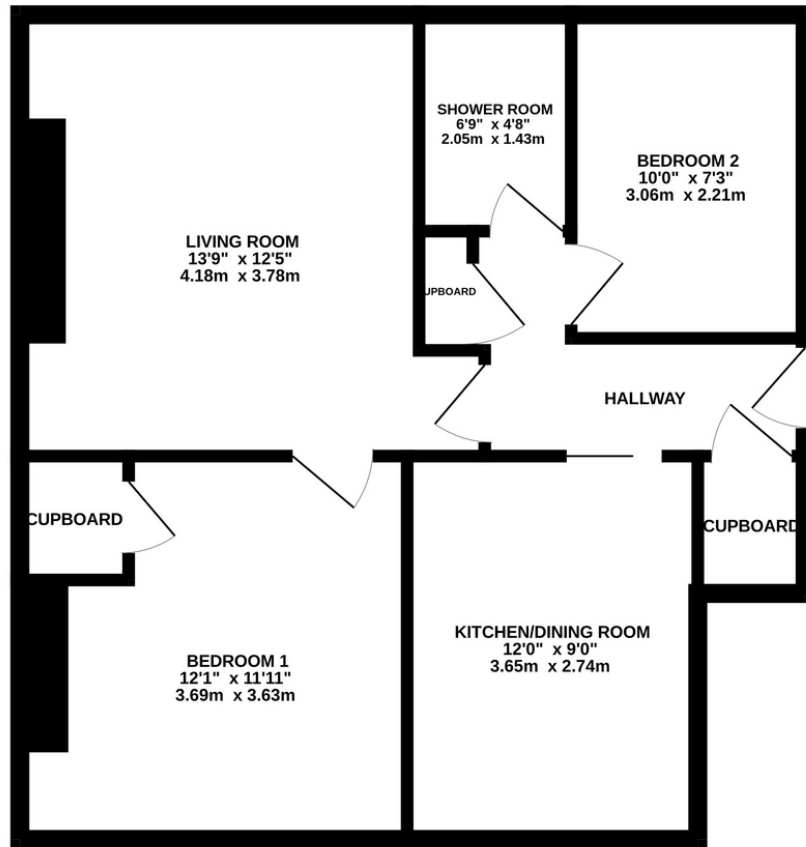 SHOWER ROOM
6'9" x 4'8"
2.05m x 1.43m
BEDROOM 2
10'0" x 7'3"
3.06m x 2.21m
LIVING ROOM
13'9" x 12'5"
4.18m x 3.78m
UPBOARD
HALLWAY
CUPBOARD
CUPBOARD
KITCHEN/DINING ROOM
12'0" x 9'0"
3.65m x 2.74m
BEDROOM 1
12'1" x 11'11"
3.69m x 3.63m